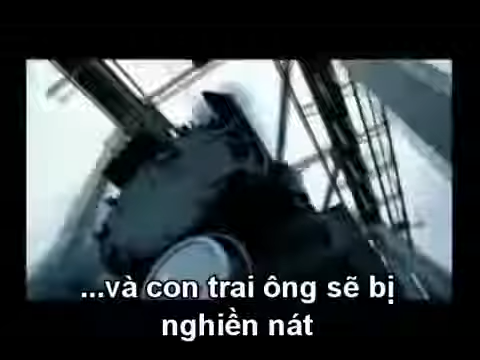 ...và con trai ông sẽ bị
nghiền nát